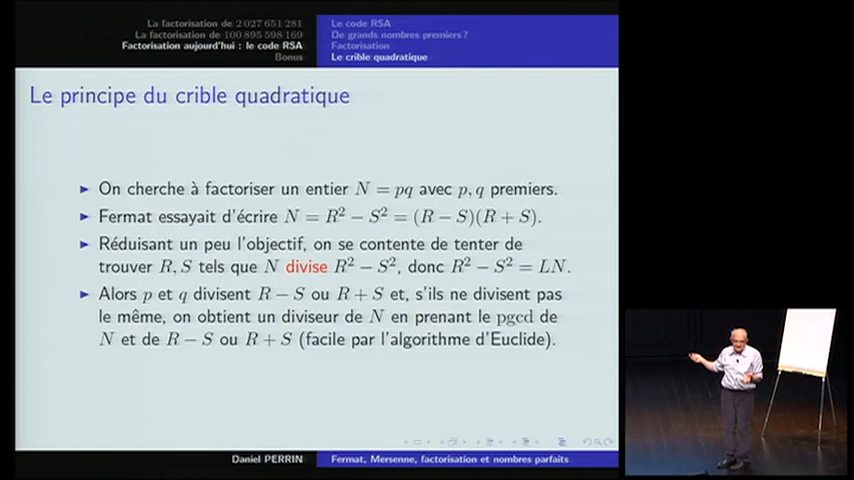 La factorisation de 2 027 651 281
La factorisation de 100 895 598 169
Factorisation aujourd'hui : le code RSA
Bonus
Le code RSA
De grands nombres premiers ?
Factorisation
Le crible quadratique
Le principe du crible quadratique
► On cherche à factoriser un entier N = pq avec p, q premiers.
► Fermat essayait d'écrire N = R² − S² = (R − S)(R + S).
► Réduisant un peu l'objectif, on se contente de tenter de
trouver R, S tels que N divise R² − S², donc R² − S² = LN.
► Alors p et q divisent R − S ou R + S et, s'ils ne divisent pas
le même, on obtient un diviseur de N en prenant le pgcd de
N et de R − S ou R + S (facile par l'algorithme d'Euclide).
Daniel PERRIN
Fermat, Mersenne, factorisation et nombres parfaits